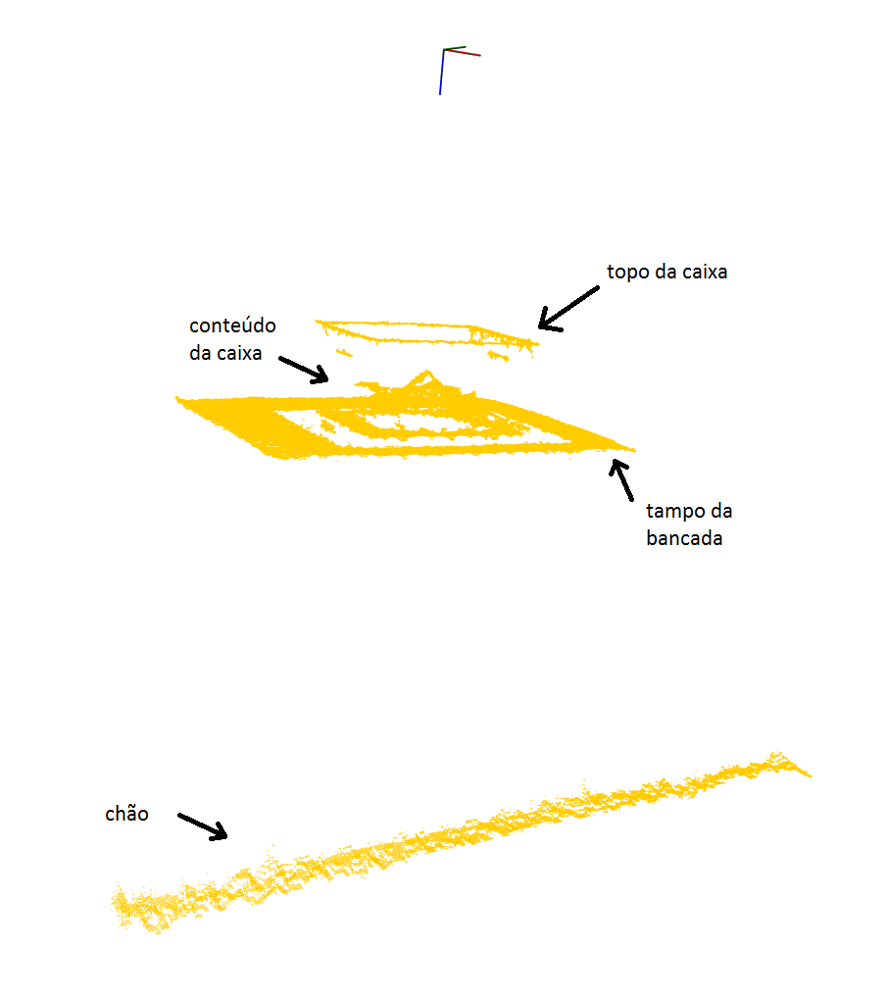 topo da caixa
conteúdo
da caixa
tampo da
bancada
chão